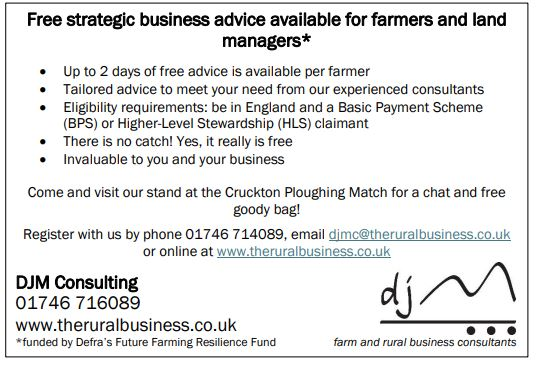 Free strategic business advice available for farmers and land
managers*
• Up to 2 days of free advice is available per farmer
• Tailored advice to meet your need from our experienced consultants
• Eligibility requirements: be in England and a Basic Payment Scheme
(BPS) or Higher-Level Stewardship (HLS) claimant
• There is no catch! Yes, it really is free
• Invaluable to you and your business
Come and visit our stand at the Cruckton Ploughing Match for a chat and free
goody bag!
Register with us by phone 01746 714089, email djmc@theruralbusiness.co.uk
or online at www.theruralbusiness.co.uk
DJM Consulting
01746 716089
www.theruralbusiness.co.uk
*funded by Defra's Future Farming Resilience Fund
dj m
farm and rural business consultants